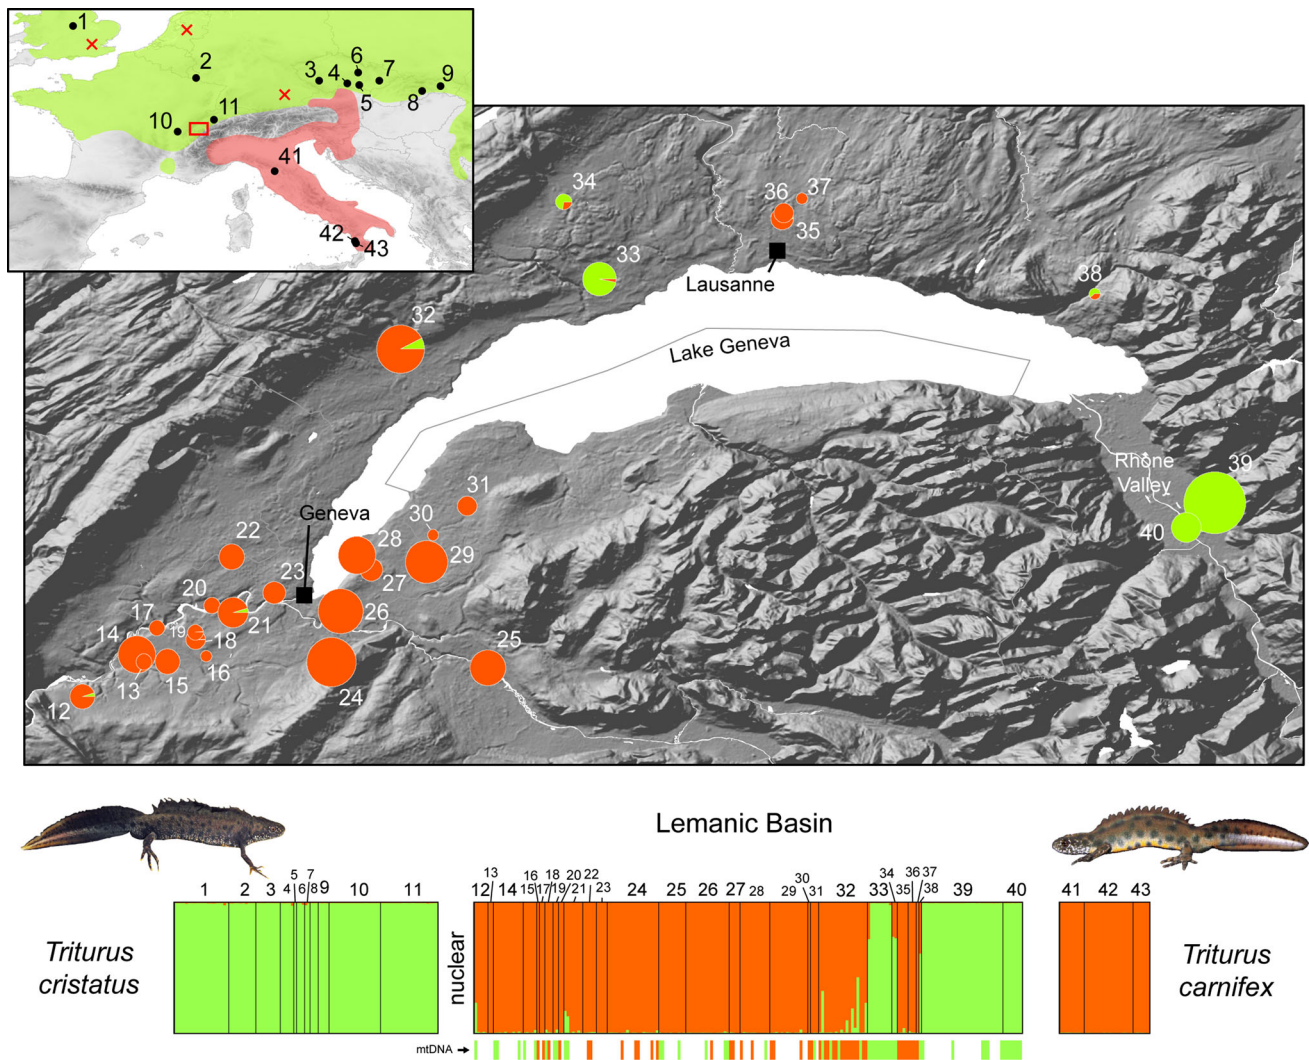 1
2
3
4
6
7
9
5
8
10
11
41
42
43
34
36
37
35
33
Lausanne
38
32
Lake Geneva
Rhône
Valley
39
31
40
Geneva
30
22
28
29
23
27
20
17
21
26
14
19
18
25
16
13
15
12
24
Lemanic Basin
5 7
1 2 3 4 6 8 9 10 11
13 16 18 20 22 30 34 36 37
12 14 15 17 19 21 23 24 25 26 27 28 29 31 32 33 35 38 39 40
41 42 43
Triturus
cristatus
nuclear
Triturus
carnifex
mtDNA